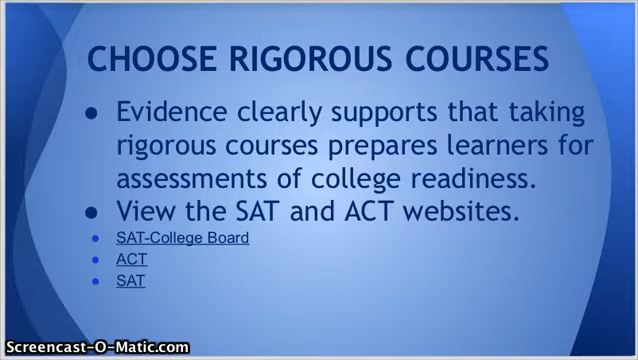 CHOOSE RIGOROUS COURSES
● Evidence clearly supports that taking
rigorous courses prepares learners for
assessments of college readiness.
● View the SAT and ACT websites.
● SAT-College Board
● ACT
● SAT
Screencast-O-Matic.com